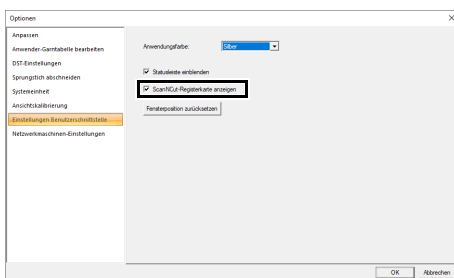 Optionen
Anpassen
Anwender-Garntabelle bearbeiten
DST-Einstellungen
Sprungstich abschneiden
Systemeinheit
Ansichtskalibrierung
Einstellungen Benutzerschnittstelle
Netzwerkmaschinen-Einstellungen
Anwendungsfarbe: Silber
Statusleiste einblenden
ScanNCut-Registerkarte anzeigen
Fensterposition zurücksetzen
OK Abbrechen